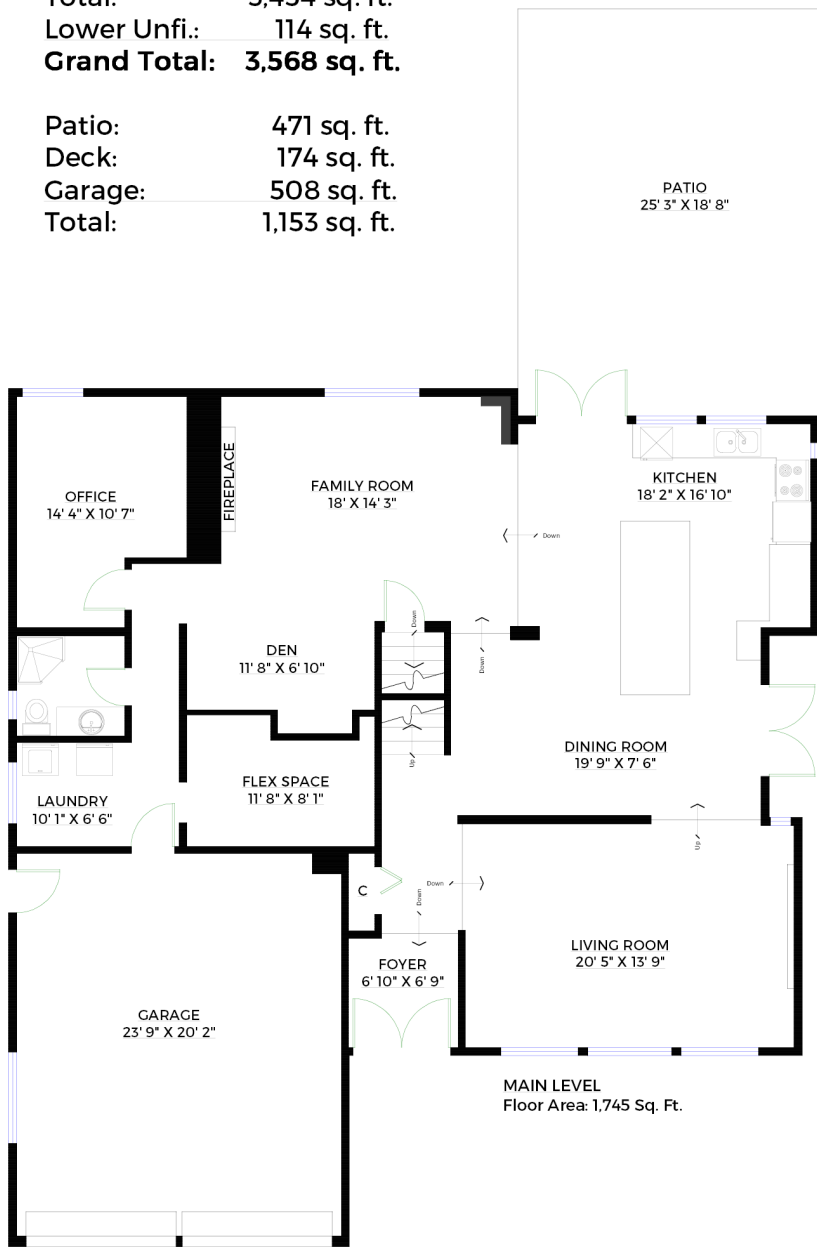 Total: 3,454 sq. ft.
Lower Unfi.: 114 sq. ft.
Grand Total: 3,568 sq. ft.
Patio: 471 sq. ft.
Deck: 174 sq. ft.
Garage: 508 sq. ft.
Total: 1,153 sq. ft.
PATIO
25' 3" X 18' 8"
OFFICE
14' 4" X 10' 7"
FIREPLACE
FAMILY ROOM
18' X 14' 3"
KITCHEN
18' 2" X 16' 10"
Down
Down
Down
DEN
11' 8" X 6' 10"
Up
DINING ROOM
19' 9" X 7' 6"
FLEX SPACE
11' 8" X 8' 1"
LAUNDRY
10' 1" X 6' 6"
Up
C
Down
Down
LIVING ROOM
20' 5" X 13' 9"
FOYER
6' 10" X 6' 9"
GARAGE
23' 9" X 20' 2"
MAIN LEVEL
Floor Area: 1,745 Sq. Ft.